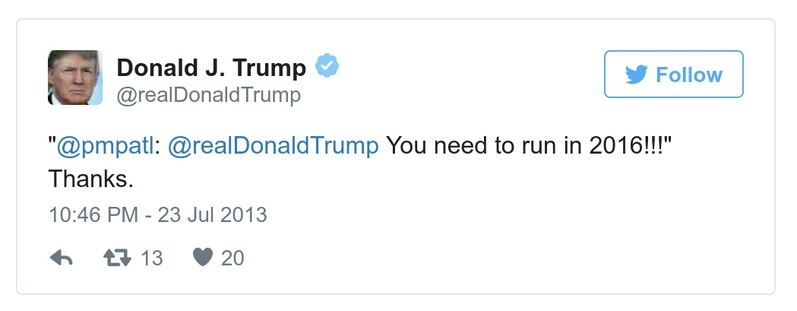 Donald J. Trump
@realDonaldTrump
Follow
"@pmpatl: @realDonaldTrump You need to run in 2016!!!"
Thanks.
10:46 PM - 23 Jul 2013
13 20